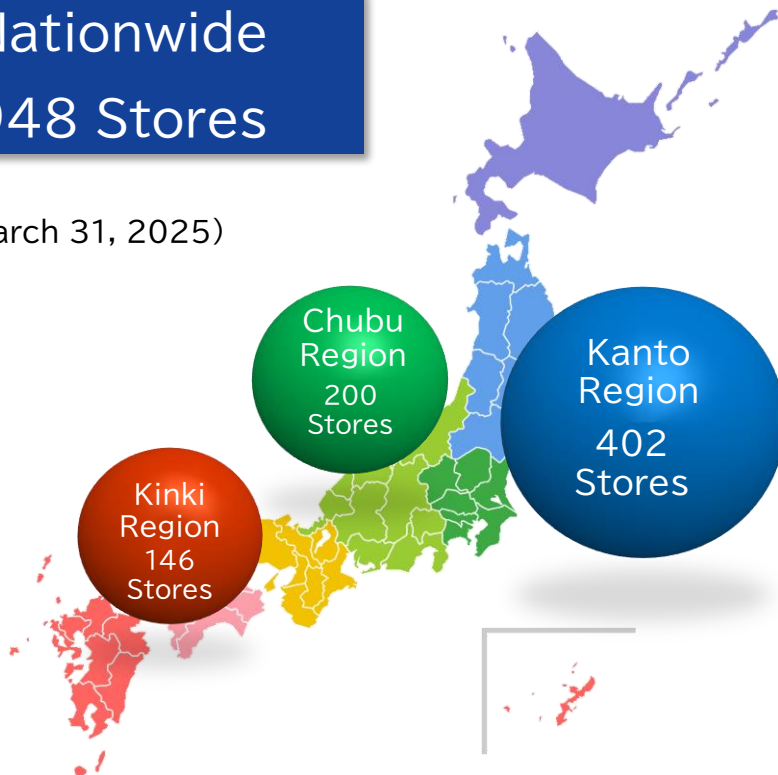 Nationwide
948 Stores
arch 31, 2025)
Chubu
Region
200
Stores
Kanto
Region
402
Stores
Kinki
Region
146
Stores